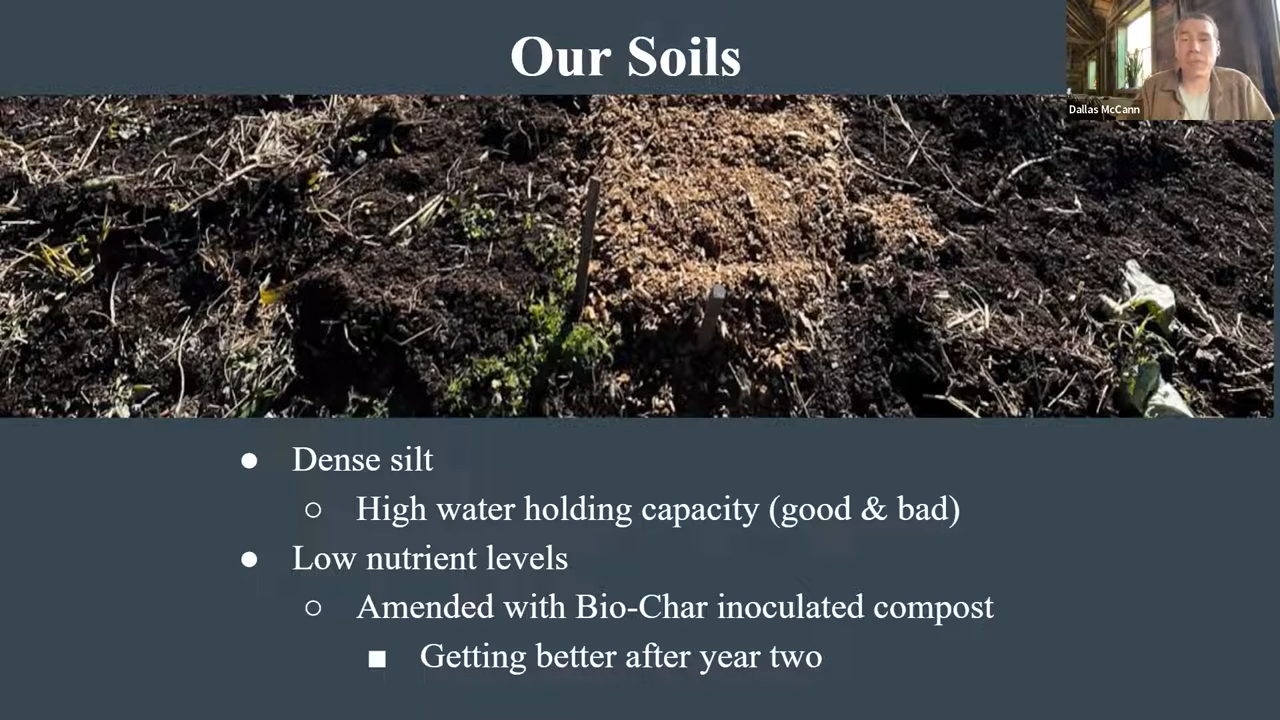 Our Soils
Dallas McCann
● Dense silt
○ High water holding capacity (good & bad)
● Low nutrient levels
○ Amended with Bio-Char inoculated compost
■ Getting better after year two